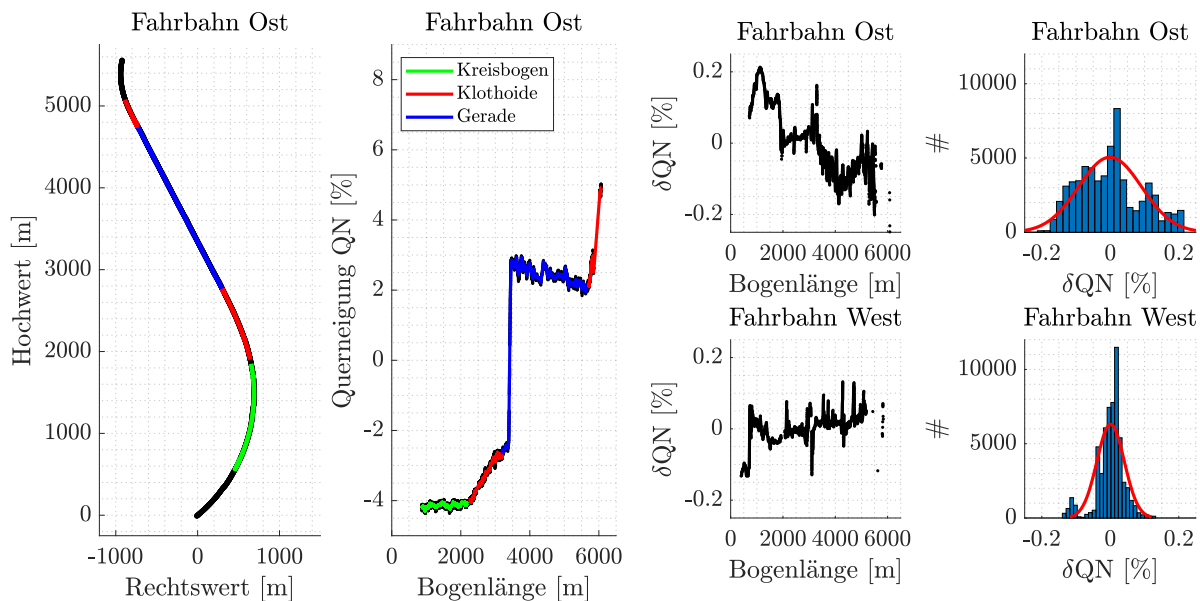 Fahrbahn Ost
Hochwert [m]
5000
4000
3000
2000
1000
0
-1000
0
1000
Rechtswert [m]
Fahrbahn Ost
Querneigung QN [%]
8
6
4
2
0
-2
-4
0
2000
4000
6000
Bogenlänge [m]
Kreisbogen
Klothoide
Gerade
Fahrbahn Ost
δQN [%]
0.2
0
-0.2
0
2000
4000
6000
Bogenlänge [m]
Fahrbahn Ost
#
10000
5000
0
-0.2
0
0.2
δQN [%]
Fahrbahn West
δQN [%]
0.2
0
-0.2
0
2000
4000
6000
Bogenlänge [m]
Fahrbahn West
#
10000
5000
0
-0.2
0
0.2
δQN [%]